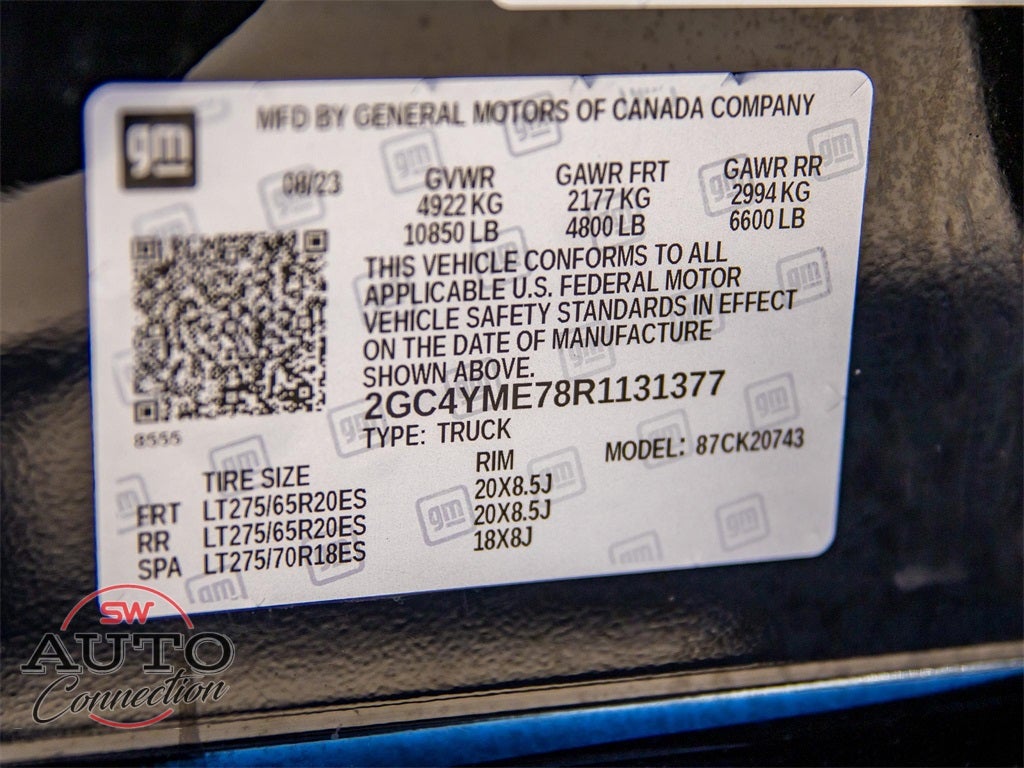 gm
MFD BY GENERAL MOTORS OF CANADA COMPANY
08/23
GVWR
4922 KG
10850 LB
GAWR FRT
2177 KG
4800 LB
GAWR RR
2994 KG
6600 LB
THIS VEHICLE CONFORMS TO ALL
APPLICABLE U.S. FEDERAL MOTOR
VEHICLE SAFETY STANDARDS IN EFFECT
ON THE DATE OF MANUFACTURE
SHOWN ABOVE.
2GC4YME78R1131377
8555
TYPE: TRUCK
MODEL: 87CK20743
TIRE SIZE RIM
FRT LT275/65R20ES 20X8.5J
RR LT275/65R20ES 20X8.5J
SPA LT275/70R18ES 18X8J
SW
AUTO
Connection